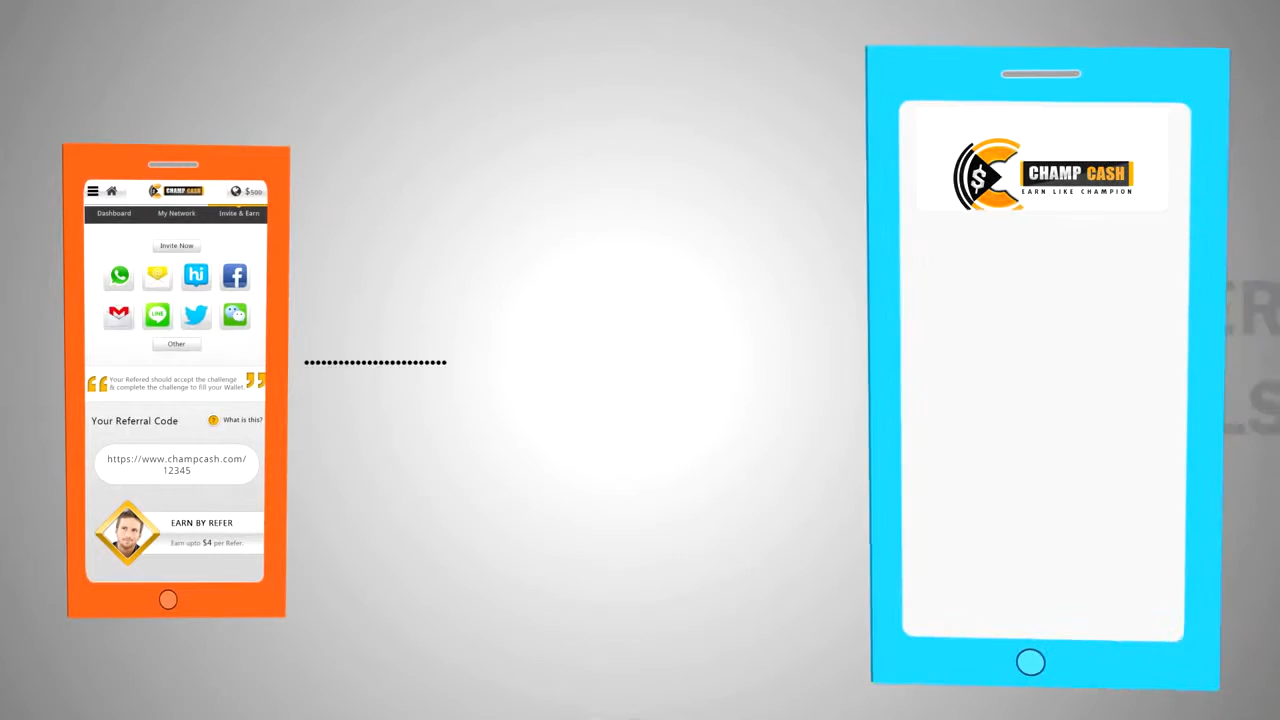 CHAMP CASH
$500
Dashboard
My Network
Invite & Earn
Invite Now
hi
f
LINE
Other
Your Refered should accept the challenge
& complete the challenge to fill your Wallet.
Your Referral Code
? What is this?
https://www.champcash.com/
12345
EARN BY REFER
Earn upto $4 per Refer.
$
CHAMP CASH
EARN LIKE CHAMPION
ER
LS